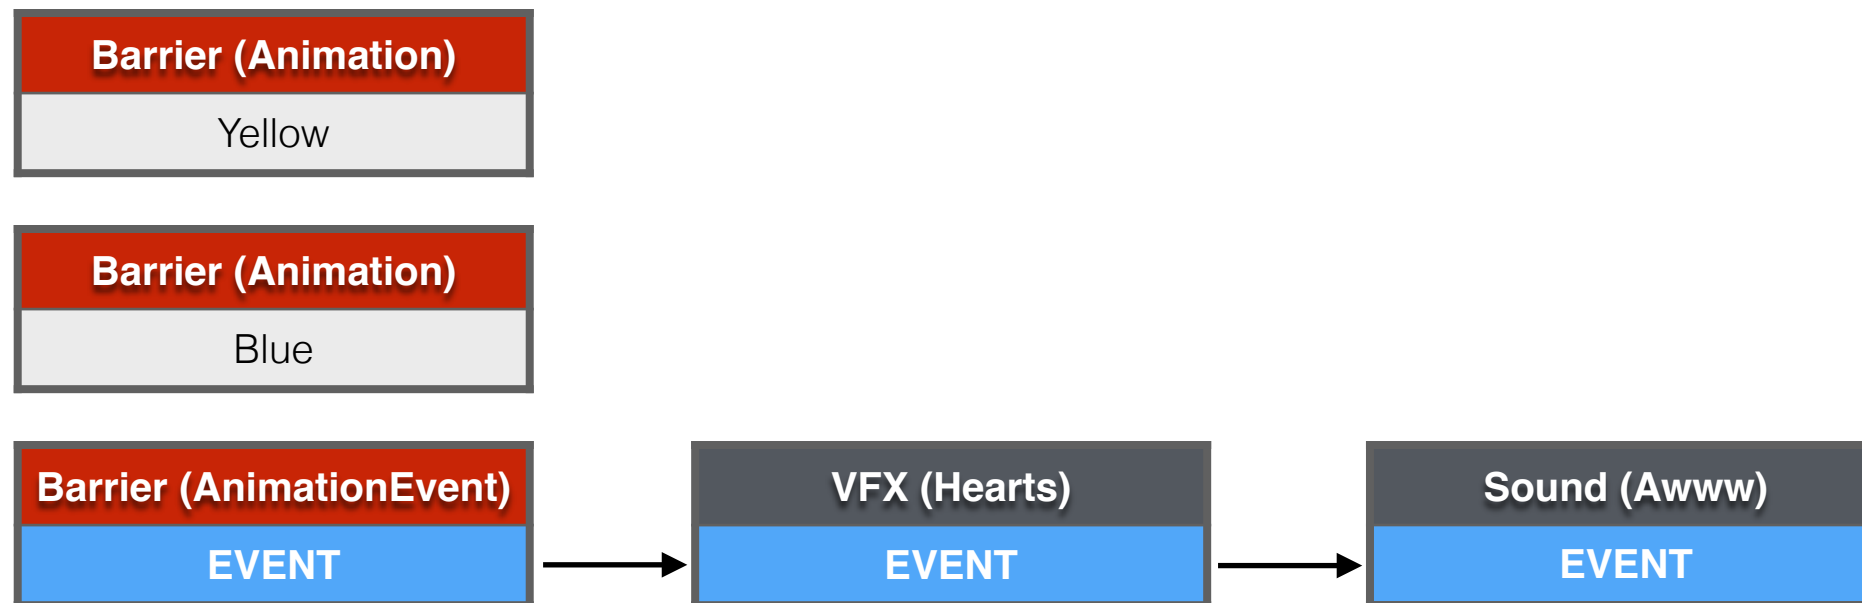 Barrier (Animation)
Yellow
Barrier (Animation)
Blue
Barrier (AnimationEvent)
EVENT
VFX (Hearts)
EVENT
Sound (Awww)
EVENT